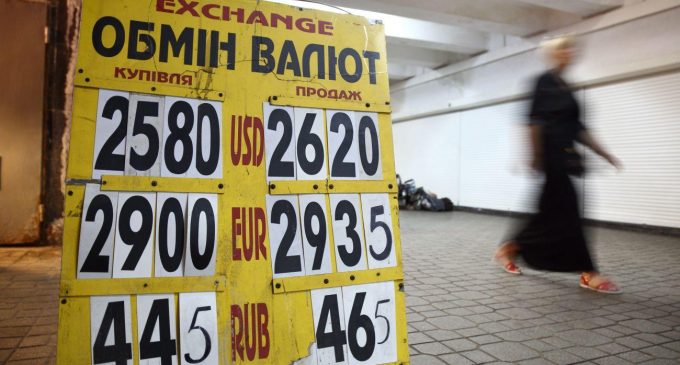 EXCHANGE
ОБМІН ВАЛЮТ
КУПІВЛЯ ПРОДАЖ
2580 USD 2620
2900 EUR 2935
445 RUB 465